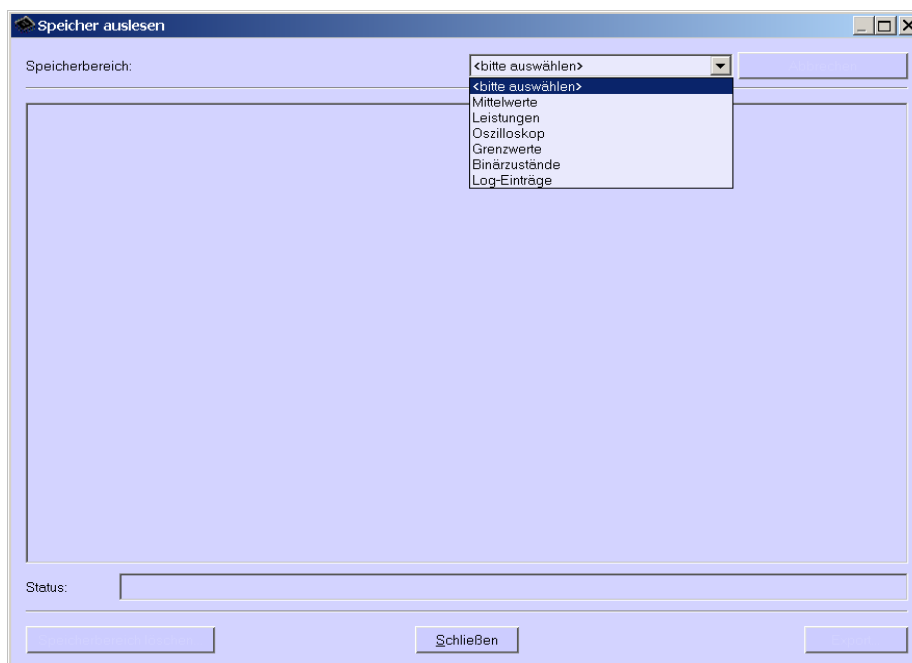 Speicher auslesen
Speicherbereich: <bitte auswählen>
<bitte auswählen>
Mittelwerte
Leistungen
Oszilloskop
Grenzwerte
Binärzustände
Log-Einträge
Status:
Schließen